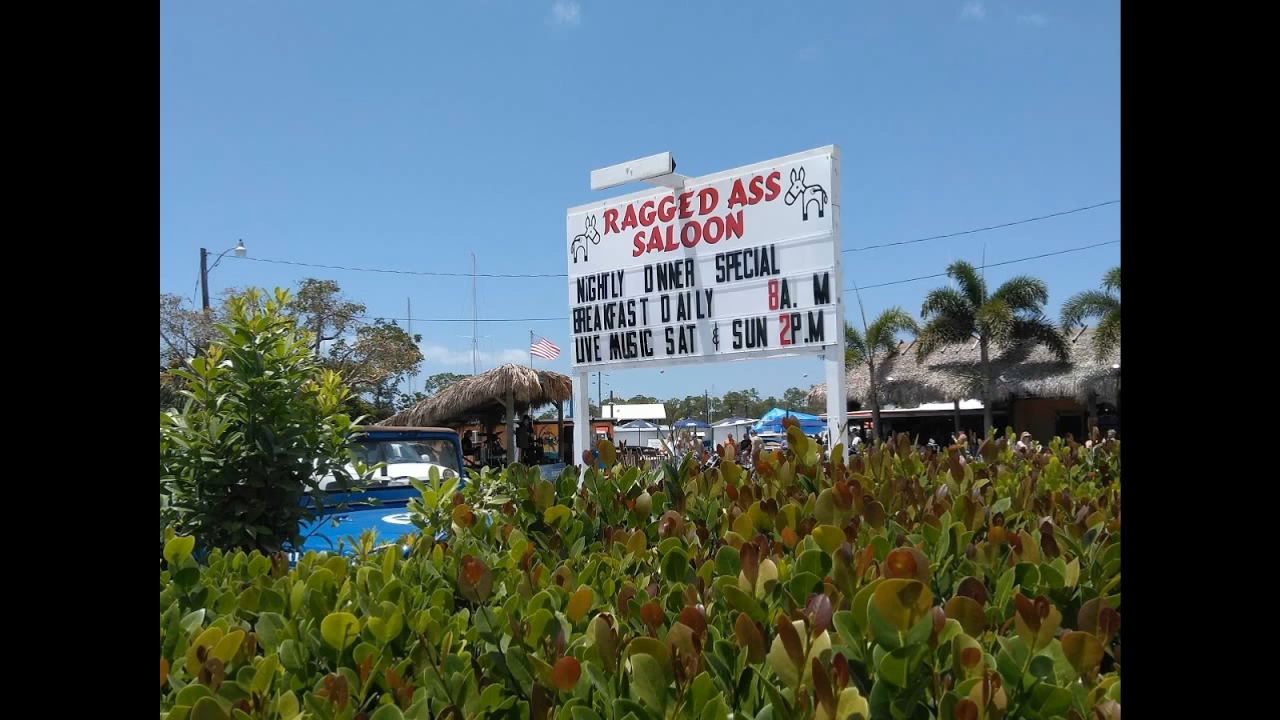 RAGGED ASS
SALOON
NIGHTLY DINNER SPECIAL
BREAKFAST DAILY 8A. M
LIVE MUSIC SAT & SUN 2P.M